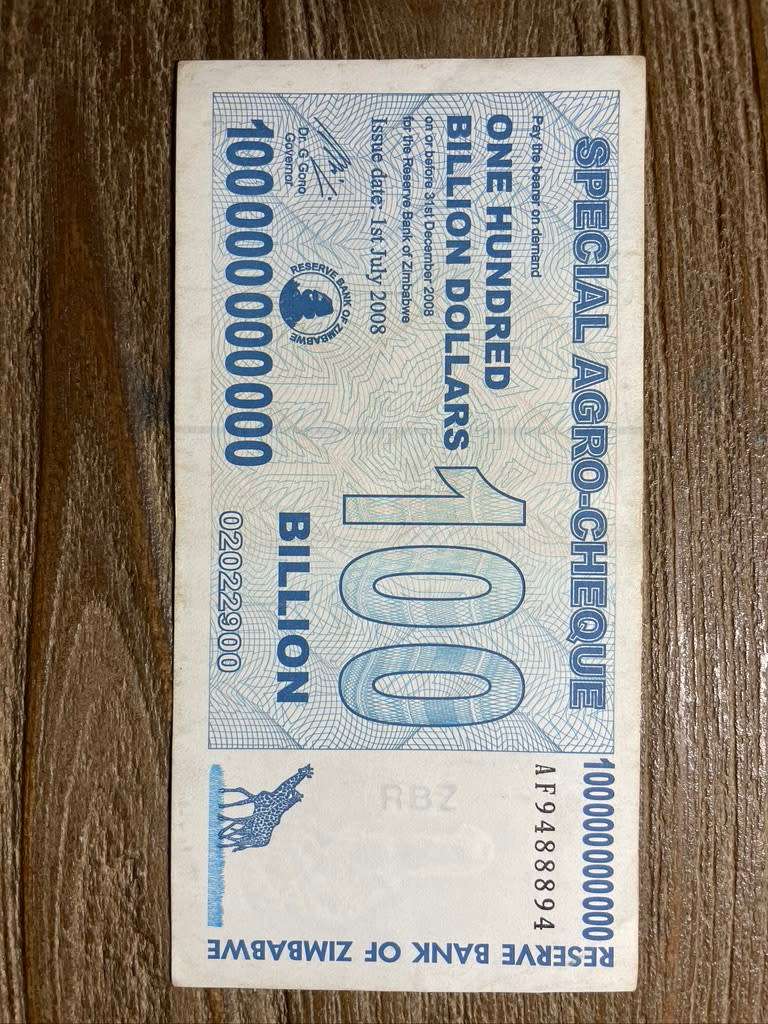 SPECIAL AGRO-CHEQUE
100000000000
Pay the bearer on demand
ONE HUNDRED
BILLION DOLLARS
on or before 31st December 2008
for the Reserve Bank of Zimbabwe
Issue date: 1st July 2008
Dr. G Gono
Governor
RESERVE BANK OF ZIMBABWE
100000000000
100
BILLION
02022900
AF9488894
RBZ
RESERVE BANK OF ZIMBABWE